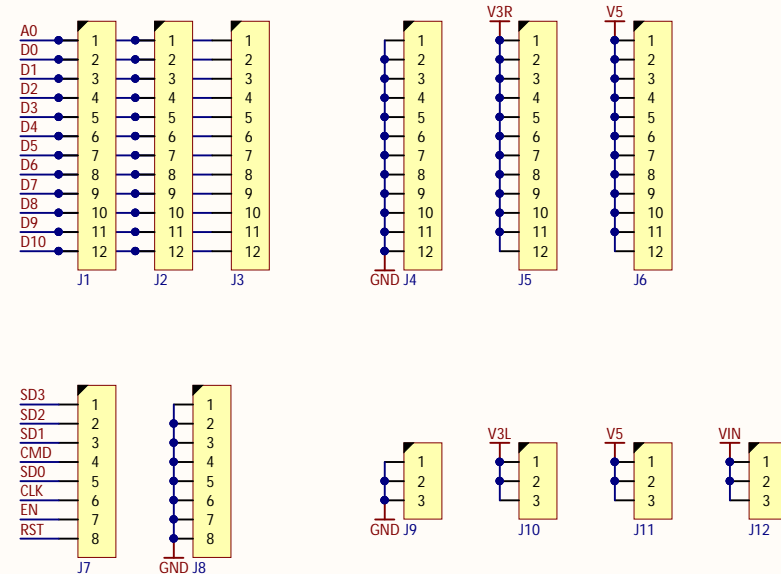 V3R V5
A0 1 1 1 1 1 1
D0 2 2 2 2 2 2
D1 3 3 3 3 3 3
D2 4 4 4 4 4 4
D3 5 5 5 5 5 5
D4 6 6 6 6 6 6
D5 7 7 7 7 7 7
D6 8 8 8 8 8 8
D7 9 9 9 9 9 9
D8 10 10 10 10 10 10
D9 11 11 11 11 11 11
D10 12 12 12 12 12 12
J1 J2 J3 GND J4 J5 J6
SD3 1 1
SD2 2 2
SD1 3 3 V3L V5 VIN
CMD 4 4 1 1 1 1
SD0 5 5 2 2 2 2
CLK 6 6 3 3 3 3
EN 7 7 GND J9 J10 J11 J12
RST 8 8
J7 GND J8